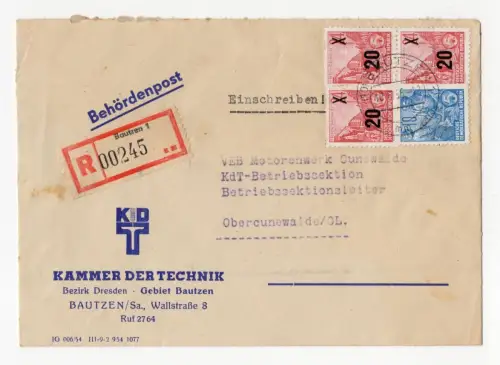 Behördenpost
Einschreiben!
X 20
X 20
X 20
Bautzen 1
R 00245
VEB Motorenwerk Cunewalde
KdT-Betriebssektion
Betriebssektionsleiter
Obercunewalde/OL.
KDT
KAMMER DER TECHNIK
Bezirk Dresden - Gebiet Bautzen
BAUTZEN/Sa., Wallstraße 8
Ruf 2764